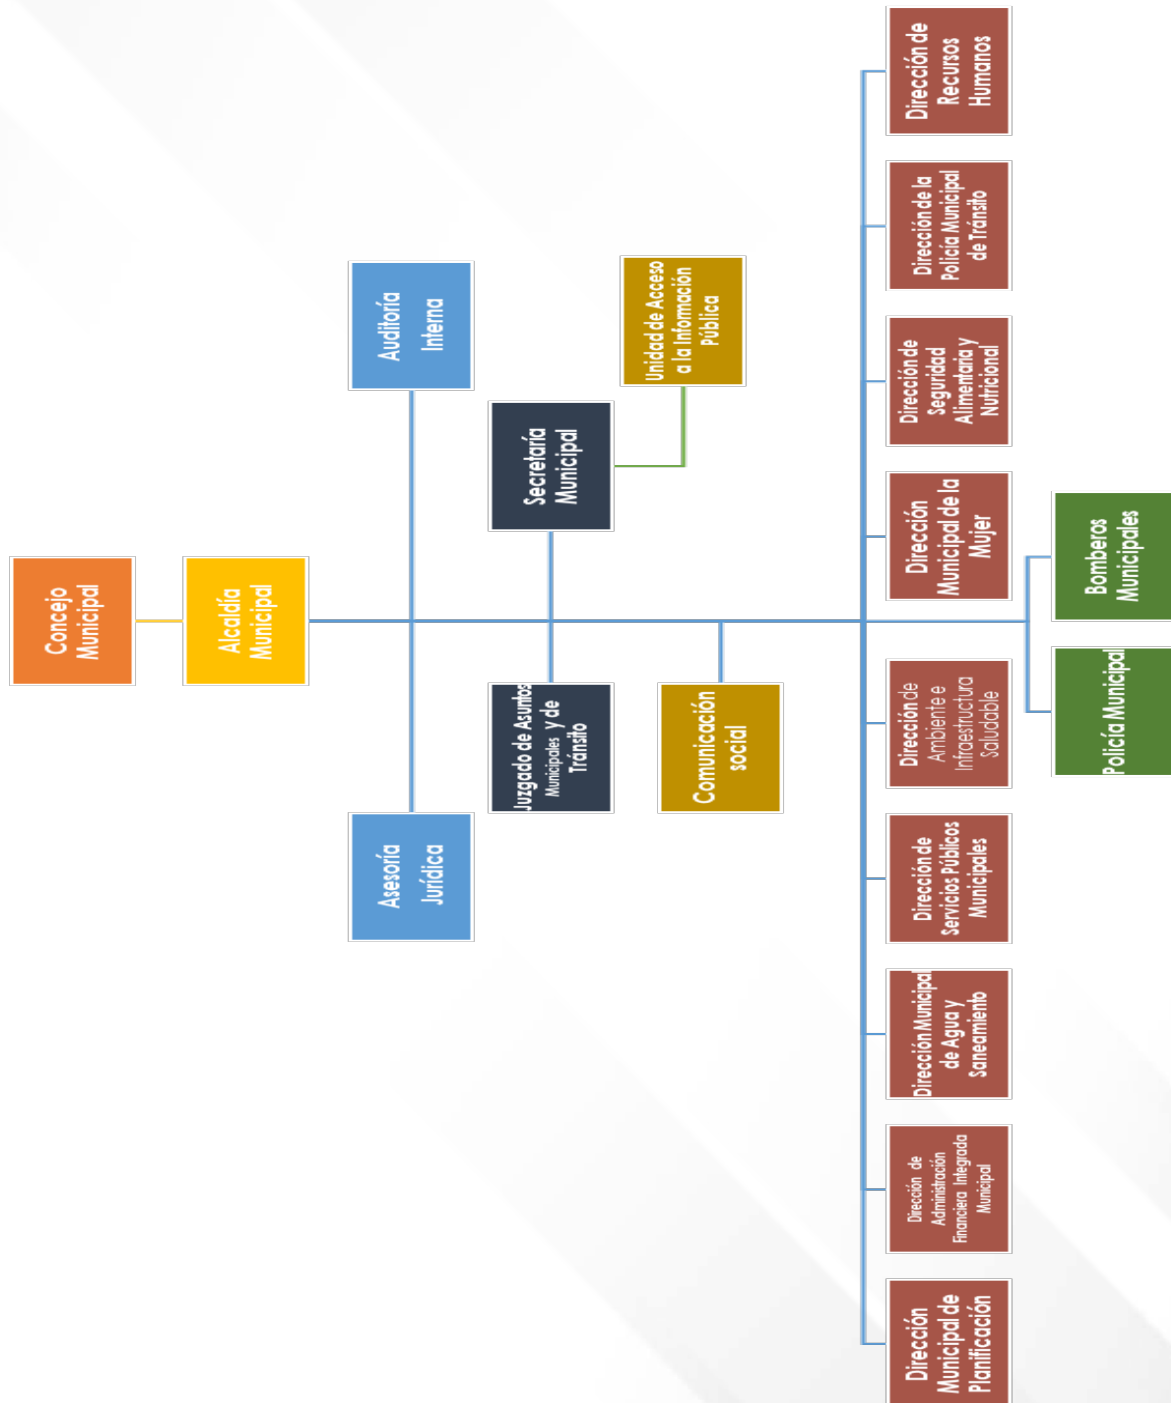 Concejo
Municipal
Alcaldía
Municipal
Asesoría
Jurídica
Auditoría
Interna
Juzgado de Asuntos
Municipales y de
Tránsito
Secretaría
Municipal
Comunicación
social
Unidad de Acceso
a la Información
Pública
Dirección
Municipal de
Planificación
Dirección de
Administración
Financiera Integrada
Municipal
Dirección Municipal
de Agua y
Saneamiento
Dirección de
Servicios Públicos
Municipales
Dirección de
Ambiente e
Infraestructura
Saludable
Dirección
Municipal de la
Mujer
Dirección de
Seguridad
Alimentaria y
Nutricional
Dirección de la
Policía Municipal
de Tránsito
Dirección de
Recursos
Humanos
Policía Municipal
Bomberos
Municipales